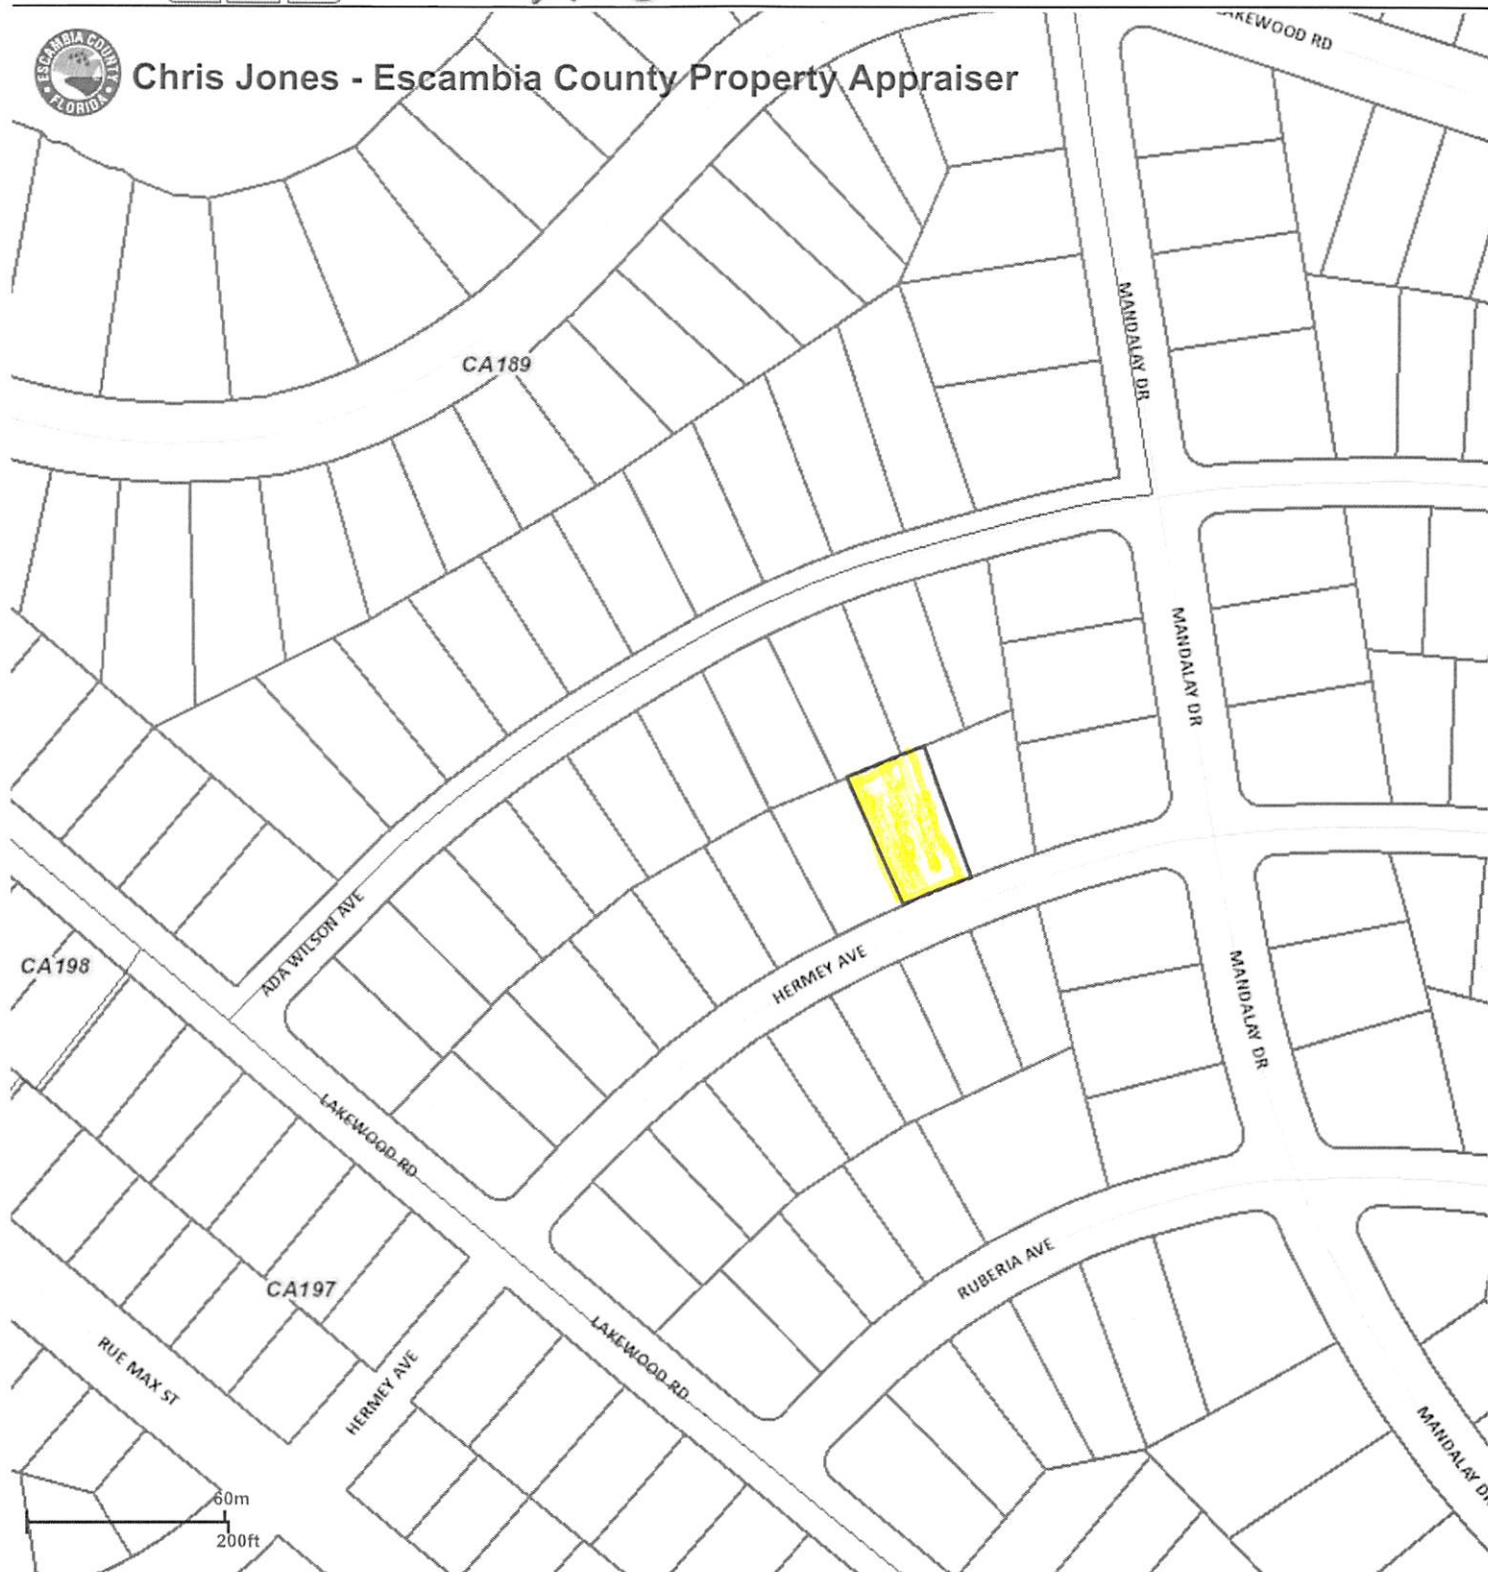 LAKEWOOD RD
ESCAMBIA COUNTY
FLORIDA
Chris Jones - Escambia County Property Appraiser
MANDALAY DR
CA189
MANDALAY DR
ADA WILSON AVE
CA198
HERMEY AVE
MANDALAY DR
LAKEWOOD RD
RUBERIA AVE
CA197
LAKEWOOD RD
RUE MAX ST
HERMEY AVE
MANDALAY DR
60m
200ft